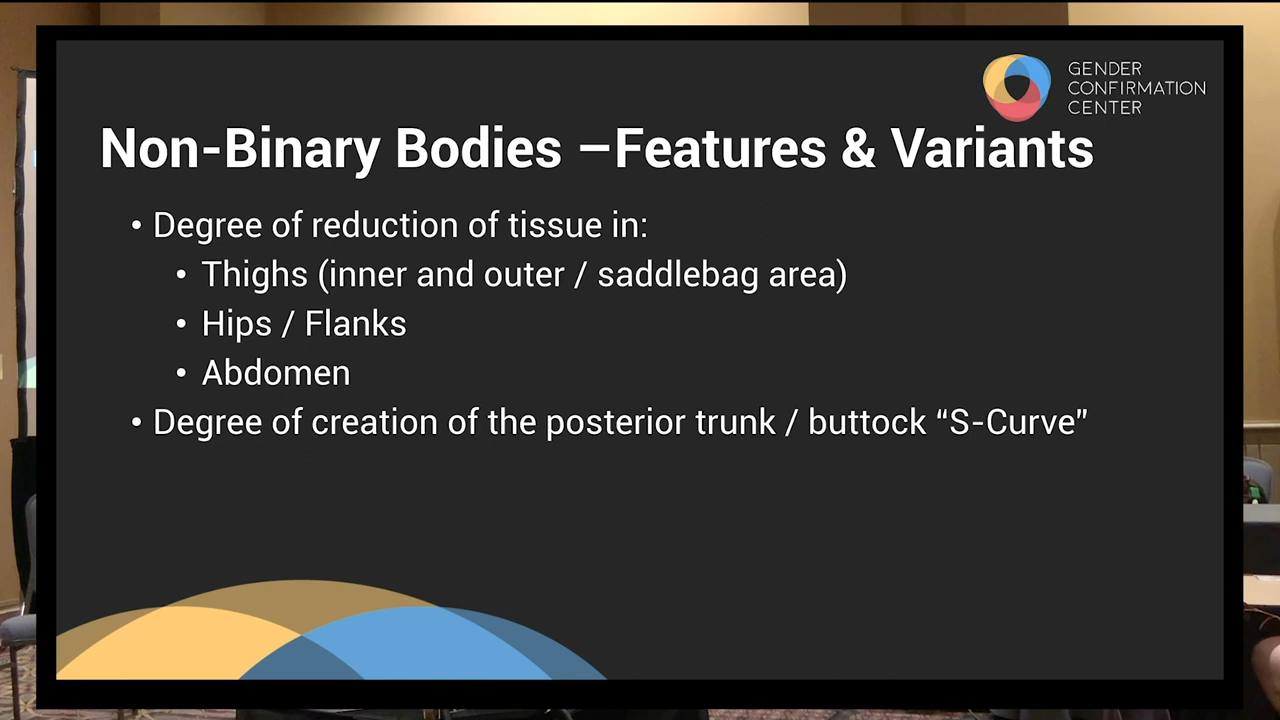 GENDER
CONFIRMATION
CENTER
Non-Binary Bodies –Features & Variants
• Degree of reduction of tissue in:
• Thighs (inner and outer / saddlebag area)
• Hips / Flanks
• Abdomen
• Degree of creation of the posterior trunk / buttock “S-Curve”